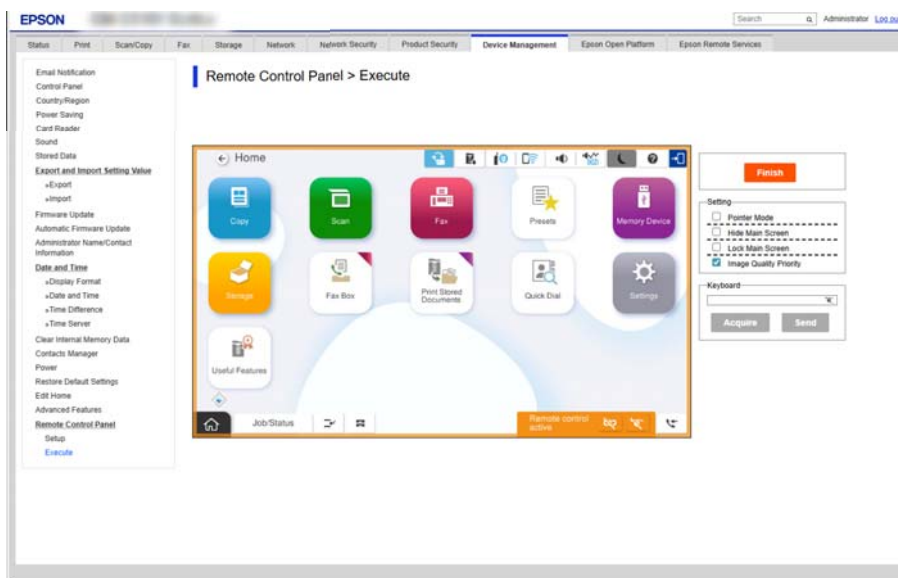 EPSON
Search
Administrator Log ou
Status Print Scan/Copy Fax Storage Network Network Security Product Security Device Management Epson Open Platform Epson Remote Services
Email Notification
Control Panel
Country/Region
Power Saving
Card Reader
Sound
Stored Data
Export and Import Setting Value
»Export
»Import
Firmware Update
Automatic Firmware Update
Administrator Name/Contact
Information
Date and Time
»Display Format
»Date and Time
»Time Difference
»Time Server
Clear Internal Memory Data
Contacts Manager
Power
Restore Default Settings
Edit Home
Advanced Features
Remote Control Panel
Setup
Execute
Remote Control Panel > Execute
Home
Copy
Scan
Fax
Presets
Memory Device
Storage
Fax Box
Print Stored
Documents
Quick Dial
Settings
Useful Features
Job/Status
Remote control
active
Finish
Setting
Pointer Mode
Hide Main Screen
Lock Main Screen
Image Quality Priority
Keyboard
Acquire Send